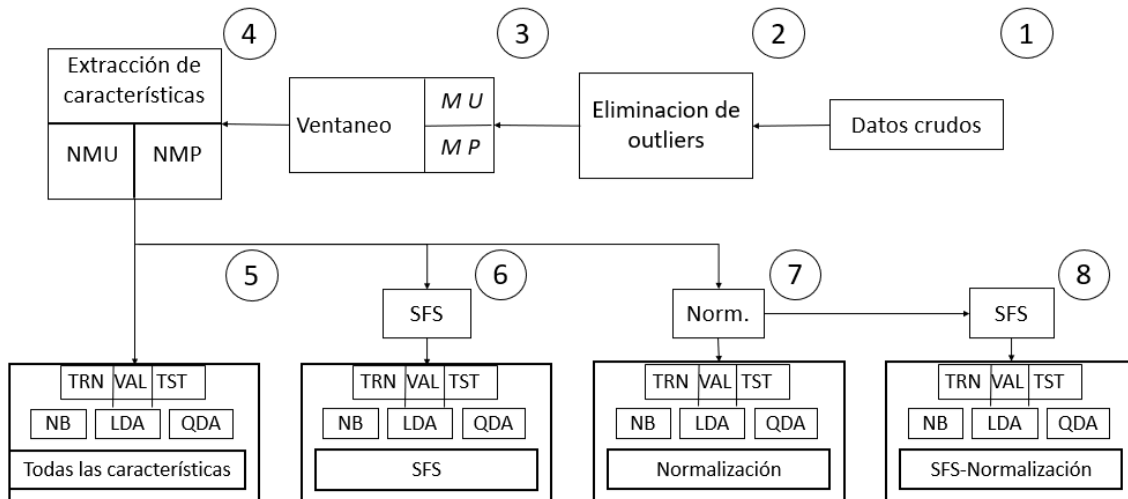 4
3
2
1
Extracción de
características
NMU
NMP
Ventaneo
M U
M P
Eliminacion de
outliers
Datos crudos
5
6
7
8
SFS
Norm.
SFS
TRN VAL TST
NB LDA QDA
Todas las características
TRN VAL TST
NB LDA QDA
SFS
TRN VAL TST
NB LDA QDA
Normalización
TRN VAL TST
NB LDA QDA
SFS-Normalización